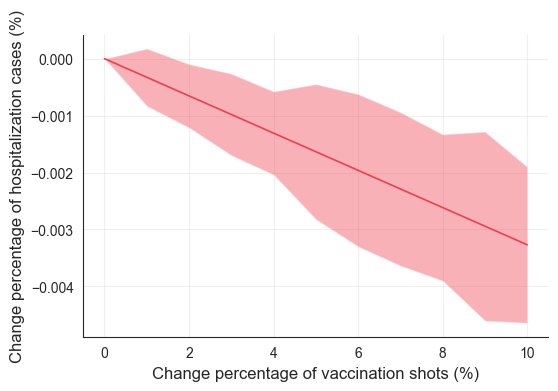 Change percentage of hospitalization cases (%)
0.000
−0.001
−0.002
−0.003
−0.004
0 2 4 6 8 10
Change percentage of vaccination shots (%)